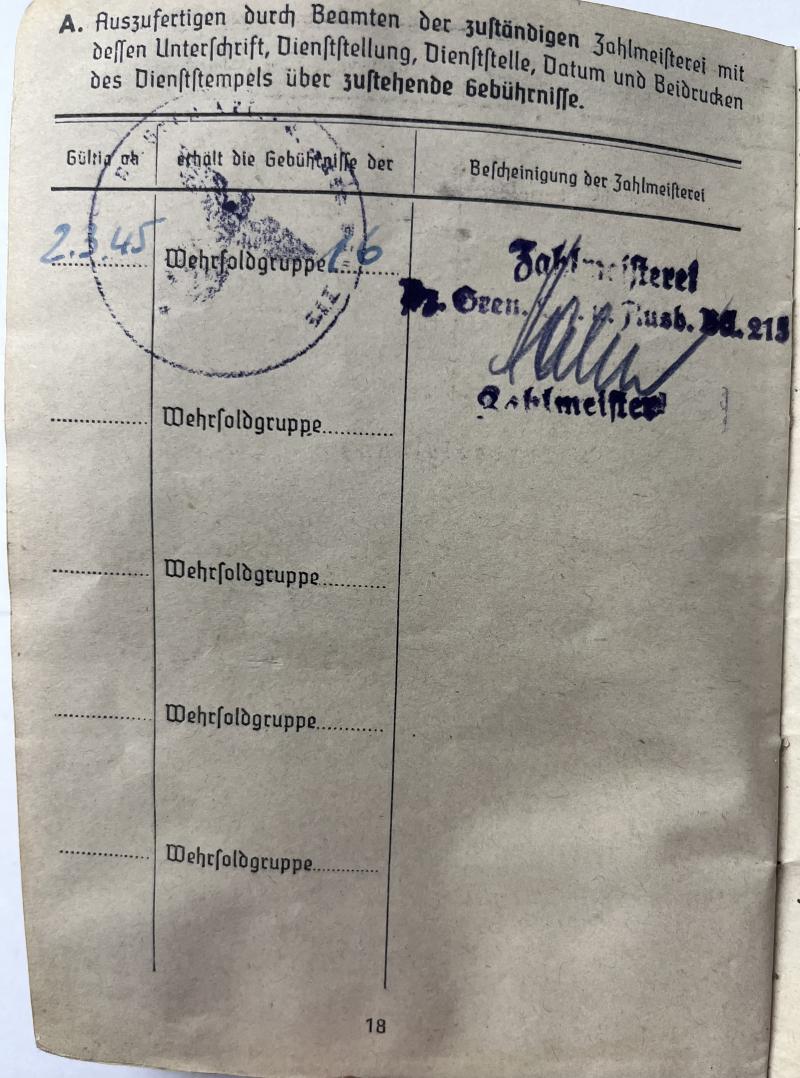 A. Auszufertigen durch Beamten der zuständigen Zahlmeisterei mit
dessen Unterschrift, Dienststellung, Dienststelle, Datum und Beidrucken
des Dienststempels über zustehende Gebührnisse.
Gültig ab
erhält die Gebührnisse der
Bescheinigung der Zahlmeisterei
2.3.45
Wehrsoldgruppe 16
Zahlmeisterei
Pz. Gren. Ausb. Btl. 215
Zahlmeister
Wehrsoldgruppe
Wehrsoldgruppe
Wehrsoldgruppe
Wehrsoldgruppe
18